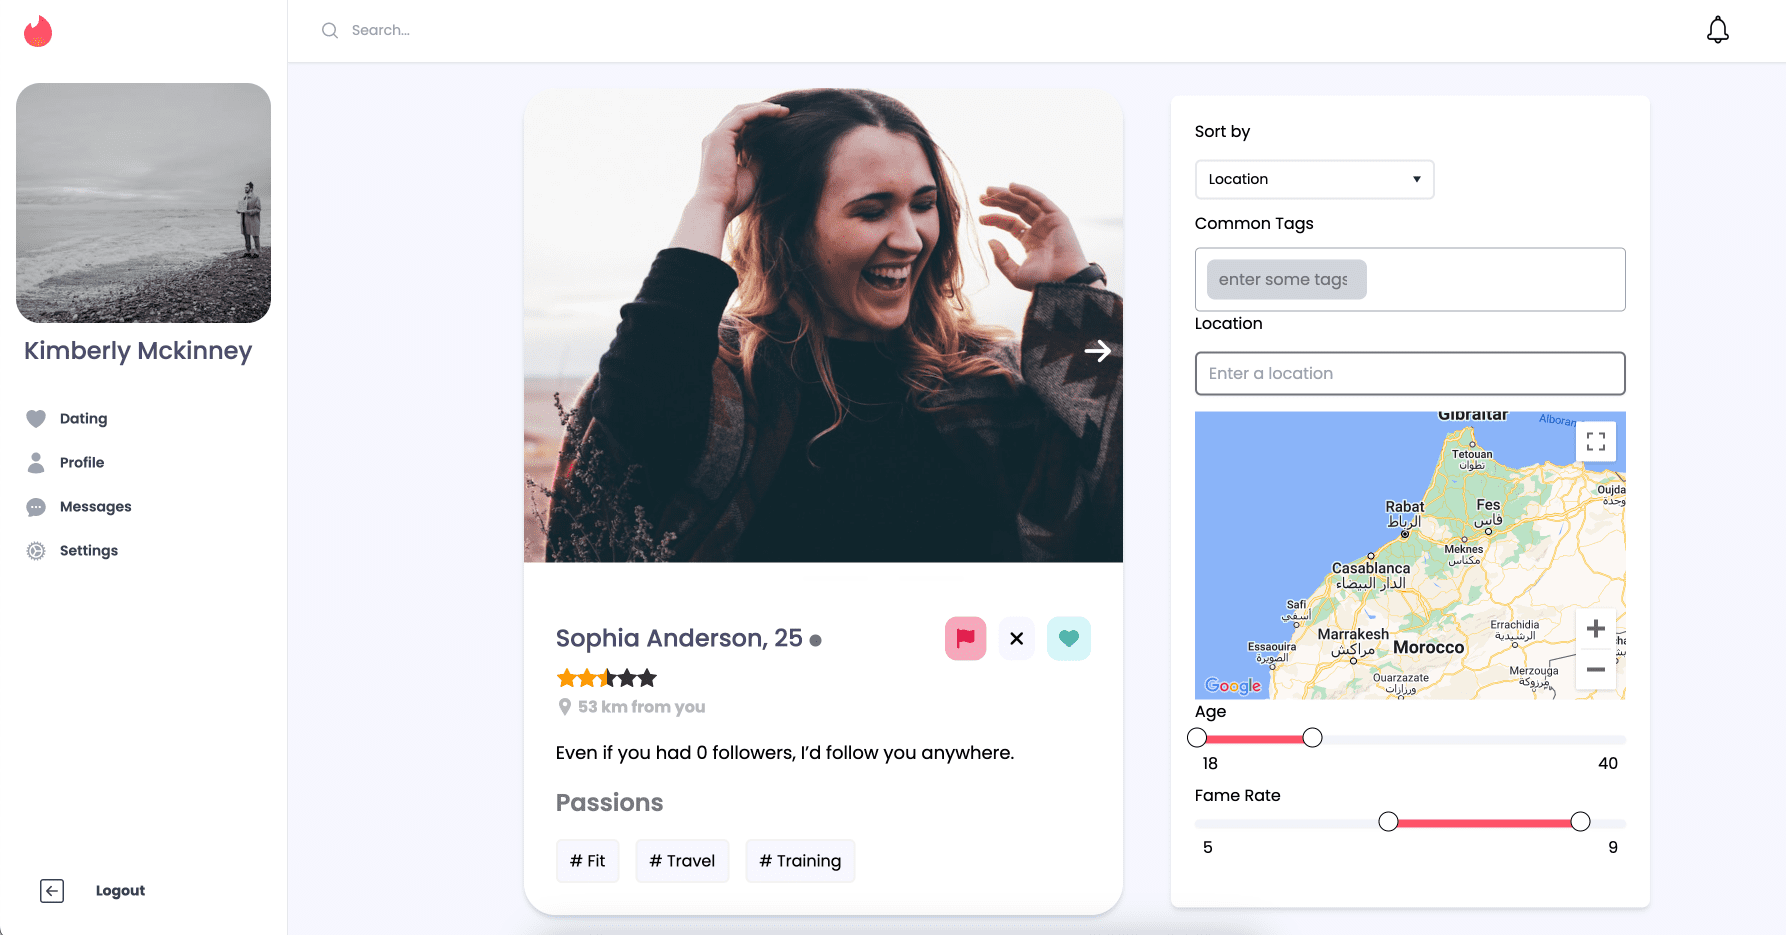 Search...
Kimberly Mckinney
Dating
Profile
Messages
Settings
Logout
Sophia Anderson, 25
53 km from you
Even if you had 0 followers, I'd follow you anywhere.
Passions
# Fit
# Travel
# Training
Sort by
Location
Common Tags
enter some tags
Location
Enter a location
Gibraltar
Alboran
Tetouan
تطوان
Oujda
وجدة
Rabat
الرباط
Fes
فاس
Meknes
مكناس
Casablanca
الدار البيضاء
Safi
آسفي
Errachidia
الرشيدية
Marrakesh
مراكش
Morocco
Essaouira
الصويرة
Merzouga
مرزوكة
Ouarzazate
ورزازات
Google
Age
18
40
Fame Rate
5
9